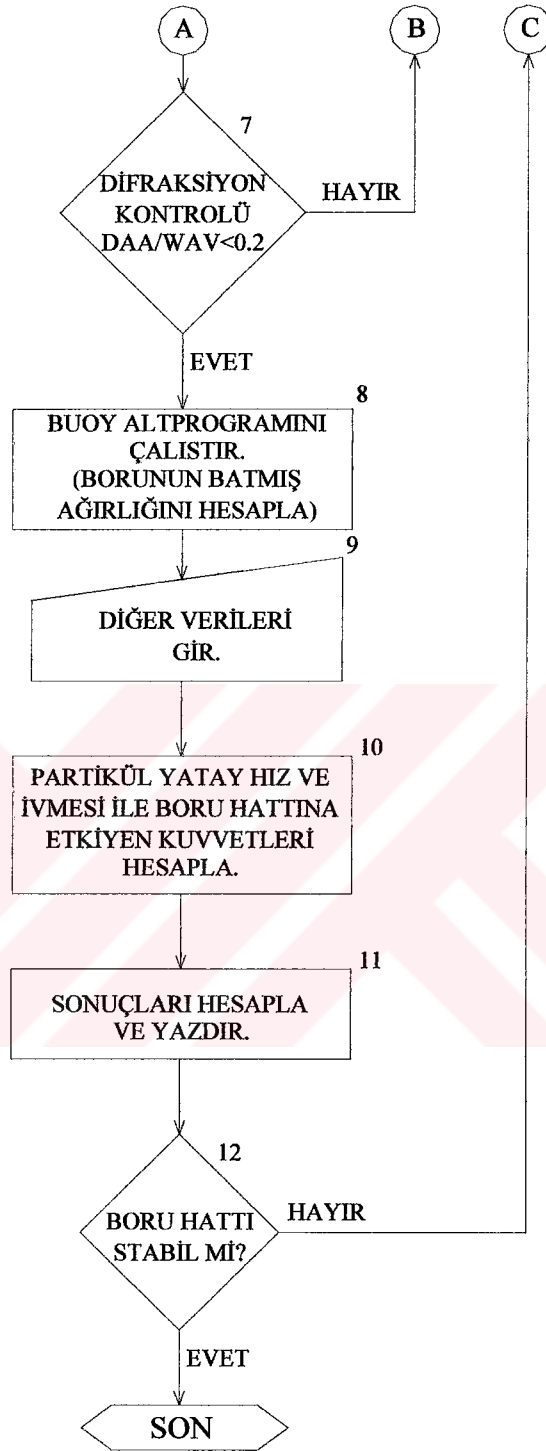 A
B
C
7
DİFRAKSİYON
KONTROLÜ
DAA/WAV<0.2
HAYIR
EVET
8
BUOY ALTPROGRAMINI
ÇALISTIR.
(BORUNUN BATMIŞ
AĞIRLIĞINI HESAPLA)
9
DİĞER VERİLERİ
GİR.
10
PARTİKÜL YATAY HIZ VE
İVMESİ İLE BORU HATTINA
ETKİYEN KUVVETLERİ
HESAPLA.
11
SONUÇLARI HESAPLA
VE YAZDIR.
12
BORU HATTI
STABİL Mİ?
HAYIR
EVET
SON